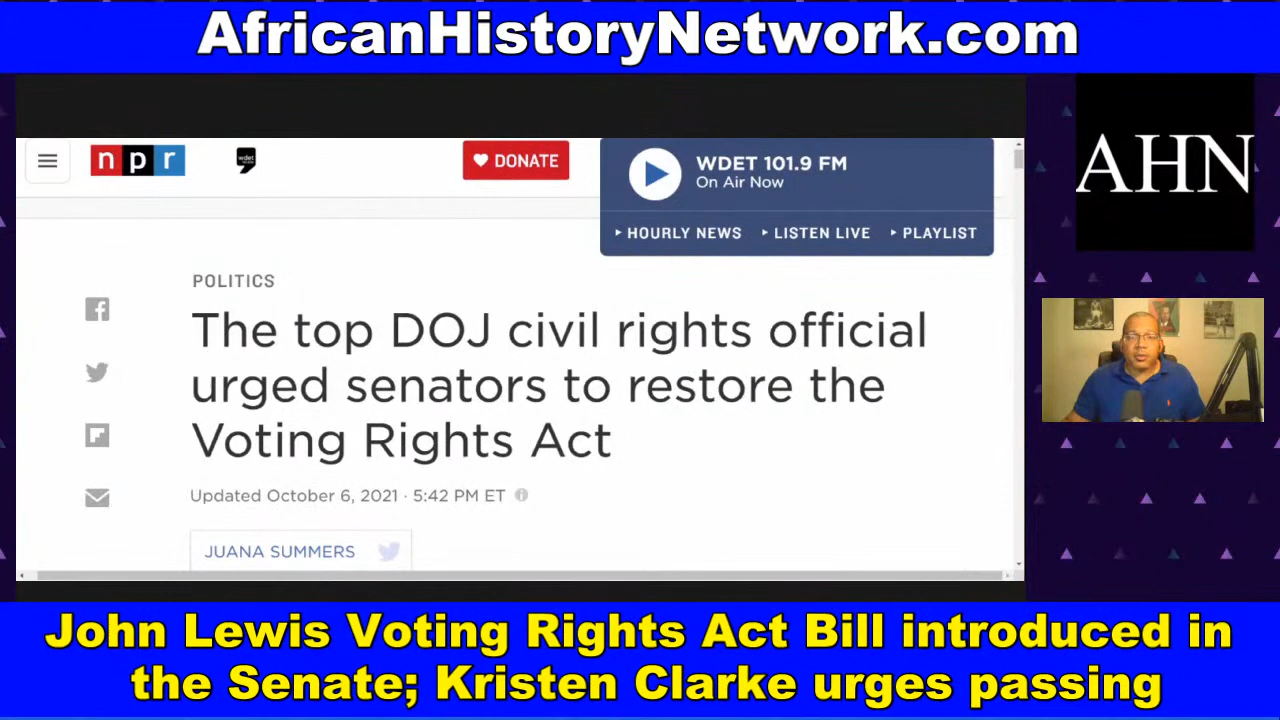 AfricanHistoryNetwork.com
npr
wdet
DONATE
WDET 101.9 FM
On Air Now
HOURLY NEWS
LISTEN LIVE
PLAYLIST
AHN
POLITICS
The top DOJ civil rights official
urged senators to restore the
Voting Rights Act
Updated October 6, 2021 · 5:42 PM ET
JUANA SUMMERS
John Lewis Voting Rights Act Bill introduced in
the Senate; Kristen Clarke urges passing